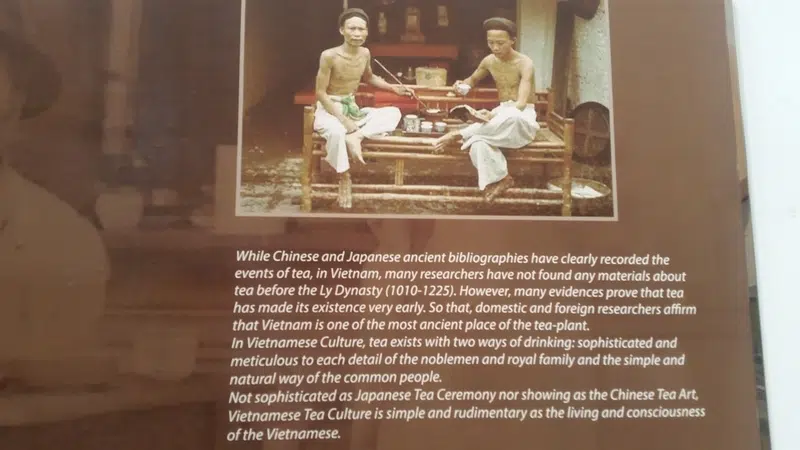 While Chinese and Japanese ancient bibliographies have clearly recorded the
events of tea, in Vietnam, many researchers have not found any materials about
tea before the Ly Dynasty (1010-1225). However, many evidences prove that tea
has made its existence very early. So that, domestic and foreign researchers affirm
that Vietnam is one of the most ancient place of the tea-plant.
In Vietnamese Culture, tea exists with two ways of drinking: sophisticated and
meticulous to each detail of the noblemen and royal family and the simple and
natural way of the common people.
Not sophisticated as Japanese Tea Ceremony nor showing as the Chinese Tea Art,
Vietnamese Tea Culture is simple and rudimentary as the living and consciousness
of the Vietnamese.